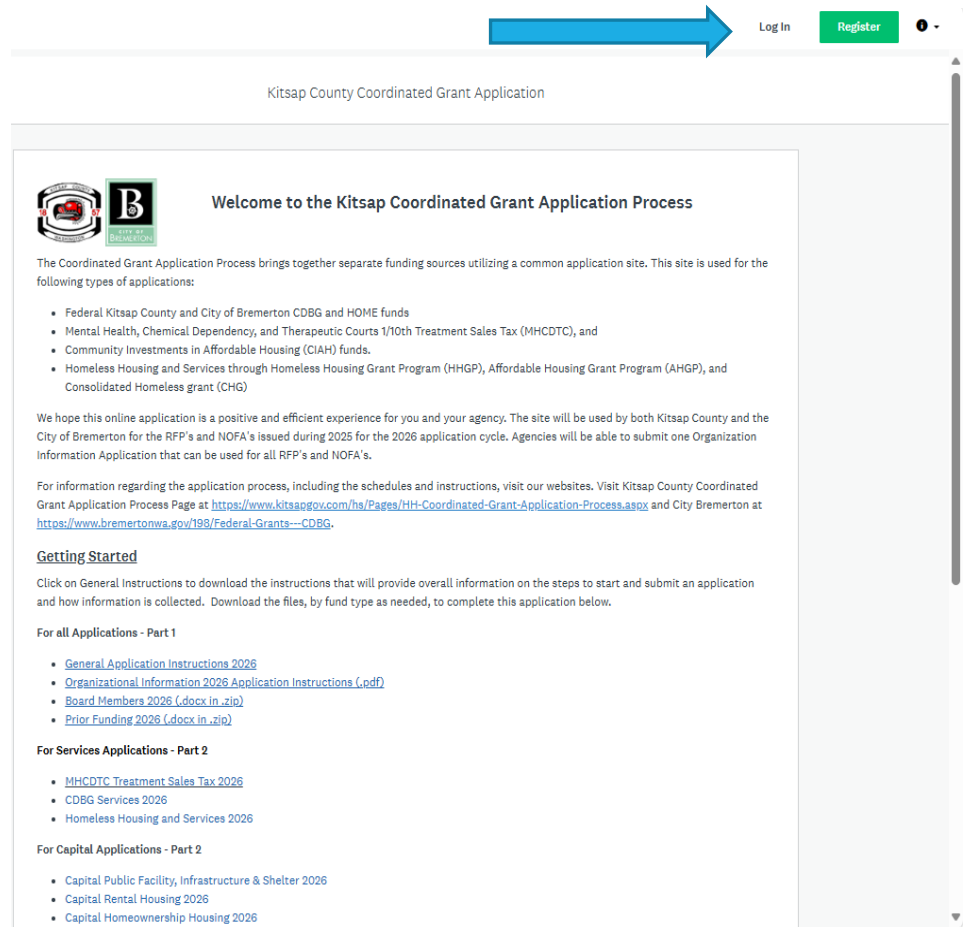 Log In
Register
Kitsap County Coordinated Grant Application
KITSAP COUNTY
18 57
WASHINGTON
B
CITY OF
BREMERTON
Welcome to the Kitsap Coordinated Grant Application Process
The Coordinated Grant Application Process brings together separate funding sources utilizing a common application site. This site is used for the
following types of applications:
Federal Kitsap County and City of Bremerton CDBG and HOME funds
Mental Health, Chemical Dependency, and Therapeutic Courts 1/10th Treatment Sales Tax (MHCDTC), and
Community Investments in Affordable Housing (CIAH) funds.
Homeless Housing and Services through Homeless Housing Grant Program (HHGP), Affordable Housing Grant Program (AHGP), and
Consolidated Homeless grant (CHG)
We hope this online application is a positive and efficient experience for you and your agency. The site will be used by both Kitsap County and the
City of Bremerton for the RFP's and NOFA's issued during 2025 for the 2026 application cycle. Agencies will be able to submit one Organization
Information Application that can be used for all RFP's and NOFA's.
For information regarding the application process, including the schedules and instructions, visit our websites. Visit Kitsap County Coordinated
Grant Application Process Page at https://www.kitsapgov.com/hs/Pages/HH-Coordinated-Grant-Application-Process.aspx and City Bremerton at
https://www.bremertonwa.gov/198/Federal-Grants---CDBG.
Getting Started
Click on General Instructions to download the instructions that will provide overall information on the steps to start and submit an application
and how information is collected. Download the files, by fund type as needed, to complete this application below.
For all Applications - Part 1
General Application Instructions 2026
Organizational Information 2026 Application Instructions (.pdf)
Board Members 2026 (.docx in .zip)
Prior Funding 2026 (.docx in .zip)
For Services Applications - Part 2
MHCDTC Treatment Sales Tax 2026
CDBG Services 2026
Homeless Housing and Services 2026
For Capital Applications - Part 2
Capital Public Facility, Infrastructure & Shelter 2026
Capital Rental Housing 2026
Capital Homeownership Housing 2026